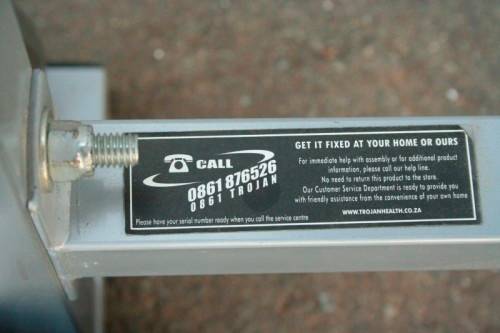 CALL
0861 876526
0861 TROJAN
GET IT FIXED AT YOUR HOME OR OURS
For immediate help with assembly or for additional product
information, please call our help line.
No need to return this product to the store.
Our Customer Service Department is ready to provide you
with friendly assistance from the convenience of your own home
WWW.TROJANHEALTH.CO.ZA
Please have your serial number ready when you call the service centre